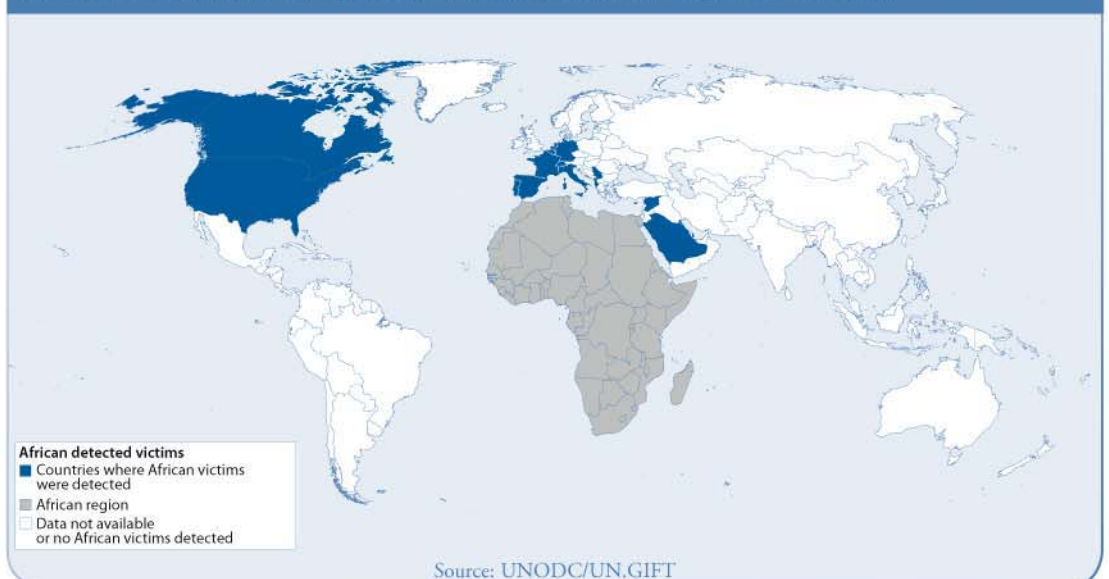 African detected victims
Countries where African victims
were detected
African region
Data not available
or no African victims detected
Source: UNODC/UN.GIFT